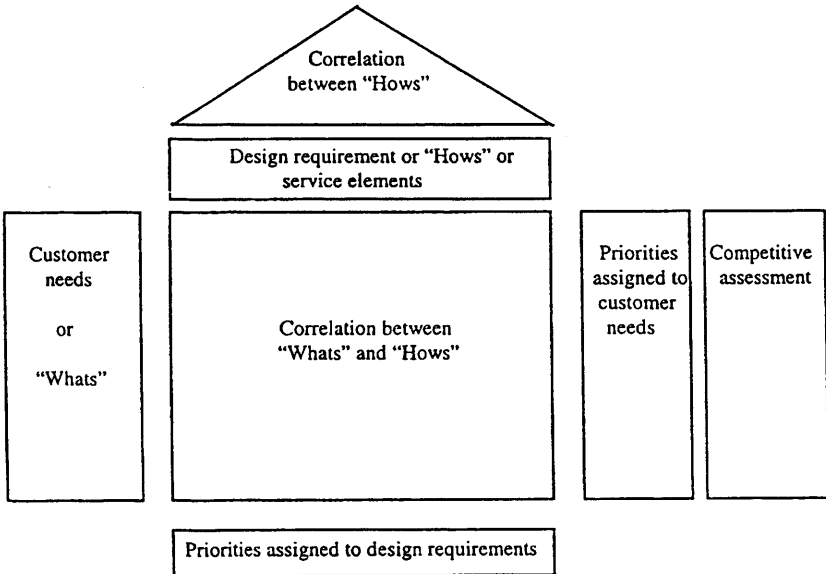 Correlation
between “Hows”
Design requirement or “Hows” or
service elements
Customer
needs
or
“Whats”
Correlation between
“Whats” and “Hows”
Priorities
assigned to
customer
needs
Competitive
assessment
Priorities assigned to design requirements